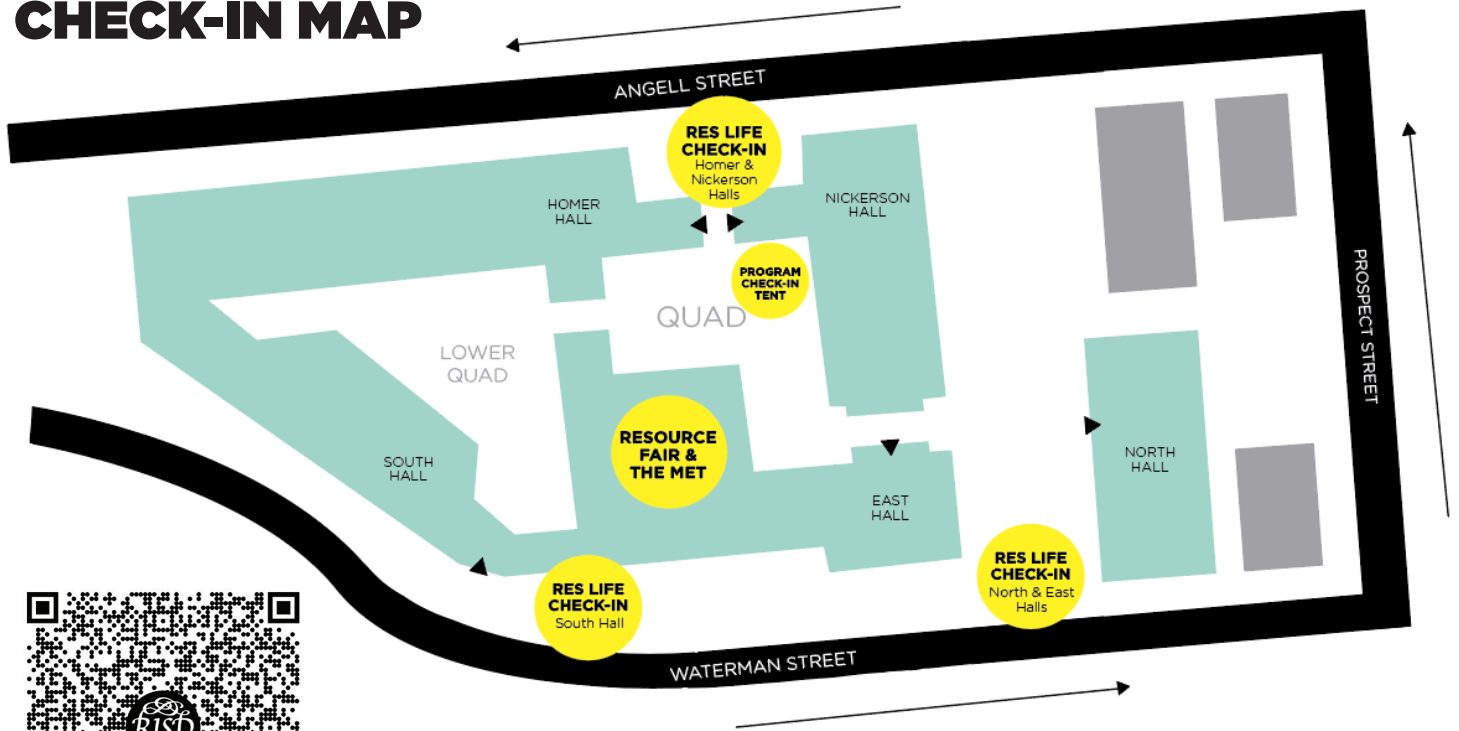 CHECK-IN MAP
ANGELL STREET
RES LIFE
CHECK-IN
Homer &
Nickerson
Halls
HOMER
HALL
NICKERSON
HALL
PROGRAM
CHECK-IN
TENT
QUAD
LOWER
QUAD
PROSPECT STREET
RESOURCE
FAIR &
THE MET
SOUTH
HALL
EAST
HALL
NORTH
HALL
RES LIFE
CHECK-IN
South Hall
RES LIFE
CHECK-IN
North & East
Halls
WATERMAN STREET
RISD